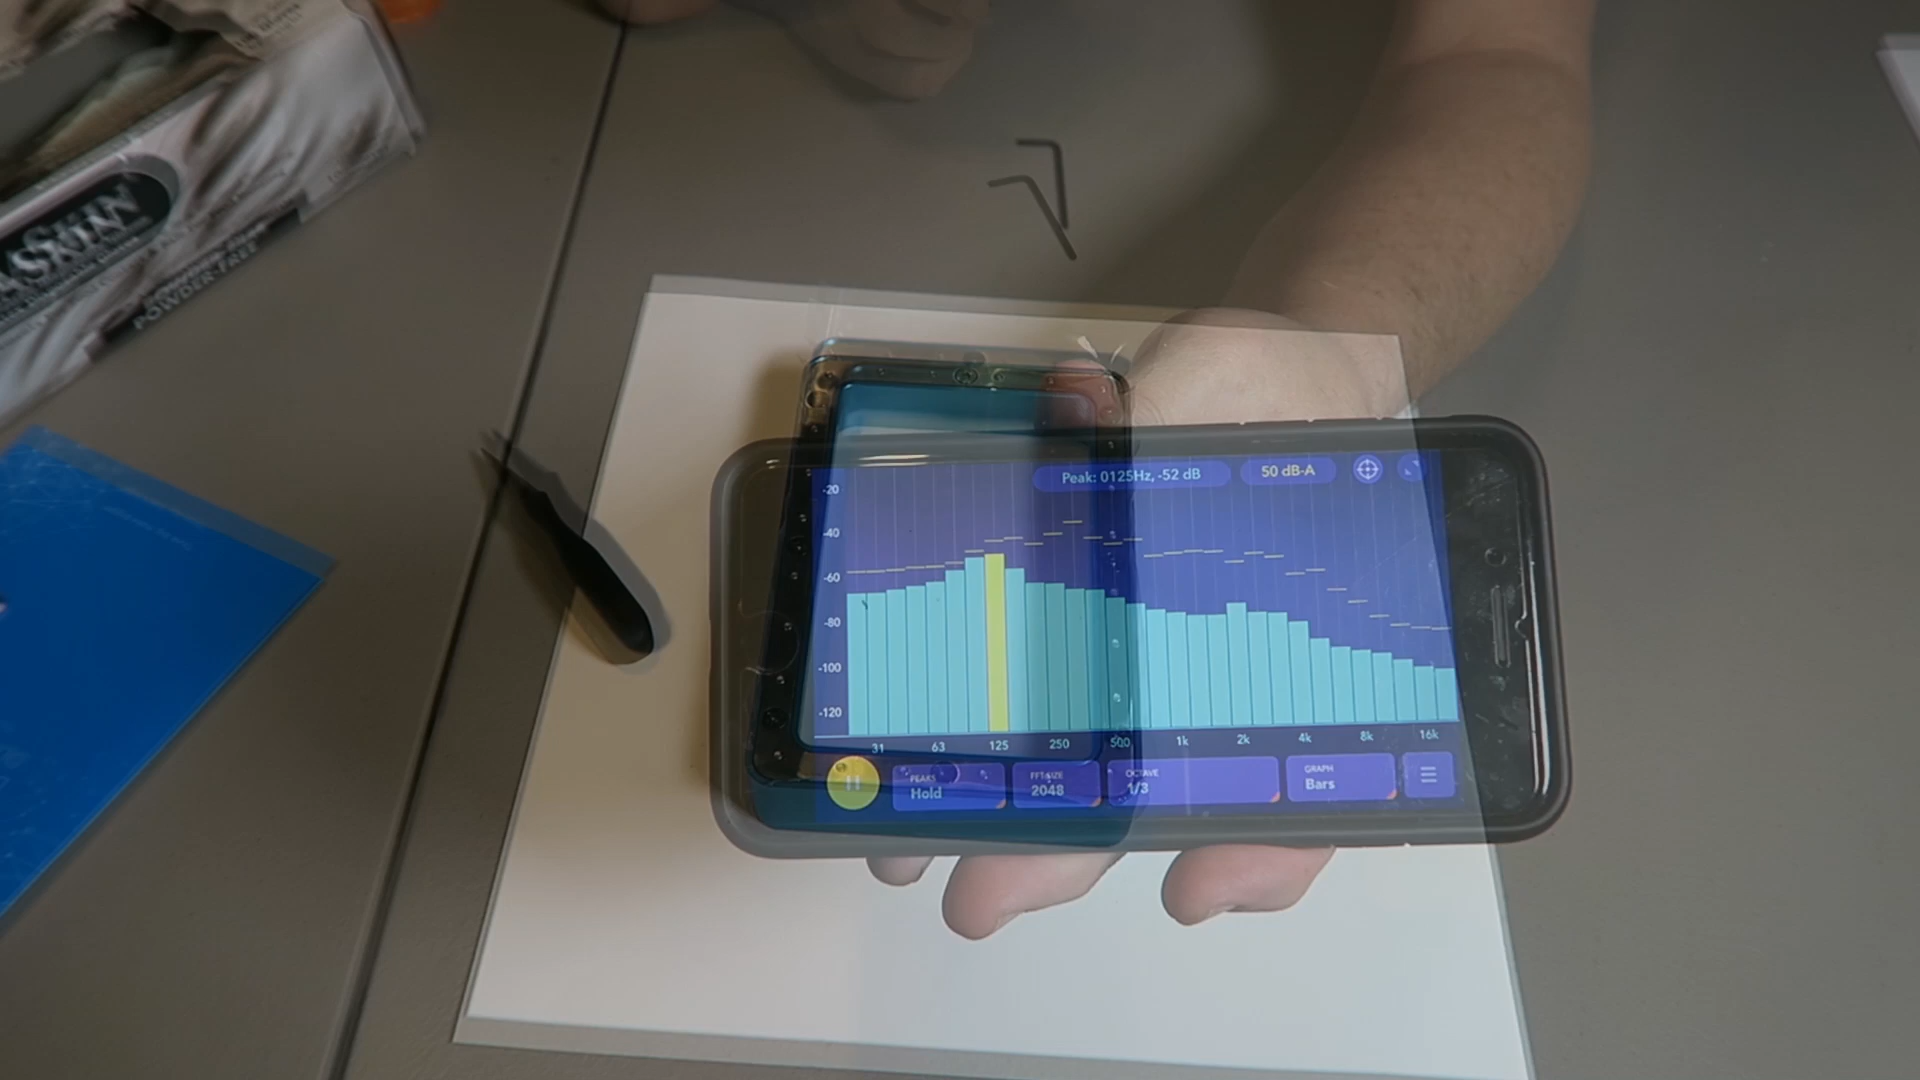 SKIN
POWDER-FREE
Peak: 0125Hz, -52 dB
50 dB-A
-20
-40
-60
-80
-100
-120
31 63 125 250 500 1k 2k 4k 8k 16k
PEAKS
Hold
FFT SIZE
2048
OCTAVE
1/3
GRAPH
Bars